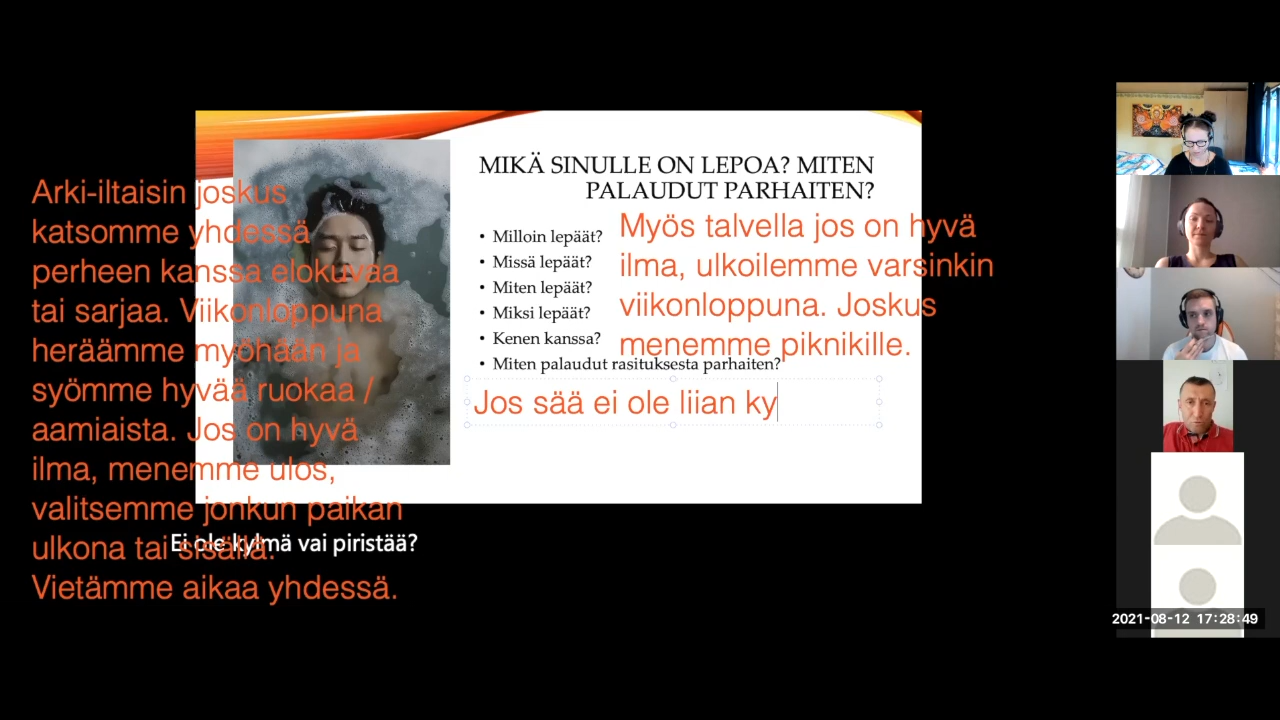 MIKÄ SINULLE ON LEPOA? MITEN
PALAUDUT PARHAITEN?
• Milloin lepäät?
• Missä lepäät?
• Miten lepäät?
• Miksi lepäät?
• Kenen kanssa?
• Miten palaudut rasituksesta parhaiten?
Arki-iltaisin joskus
katsomme yhdessä
perheen kanssa elokuvaa
tai sarjaa. Viikonloppuna
heräämme myöhään ja
syömme hyvää ruokaa /
aamiaista. Jos on hyvä
ilma, menemme ulos,
valitsemme jonkun paikan
ulkona tai sisällä.
Vietämme aikaa yhdessä.
Myös talvella jos on hyvä
ilma, ulkoilemme varsinkin
viikonloppuna. Joskus
menemme piknikille.
Jos sää ei ole liian ky
Ei ole kylmä vai piristää?
2021-08-12 17:28:49